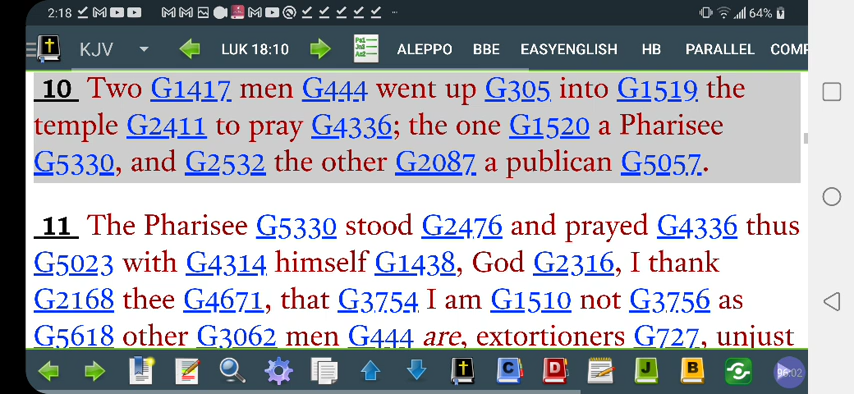 2:18 64%
KJV LUK 18:10 ALEPPO BBE EASYENGLISH HB PARALLEL COMP
10 Two G1417 men G444 went up G305 into G1519 the
temple G2411 to pray G4336; the one G1520 a Pharisee
G5330, and G2532 the other G2087 a publican G5057.
11 The Pharisee G5330 stood G2476 and prayed G4336 thus
G5023 with G4314 himself G1438, God G2316, I thank
G2168 thee G4671, that G3754 I am G1510 not G3756 as
G5618 other G3062 men G444 are, extortioners G727, unjust
C D J B 96:02